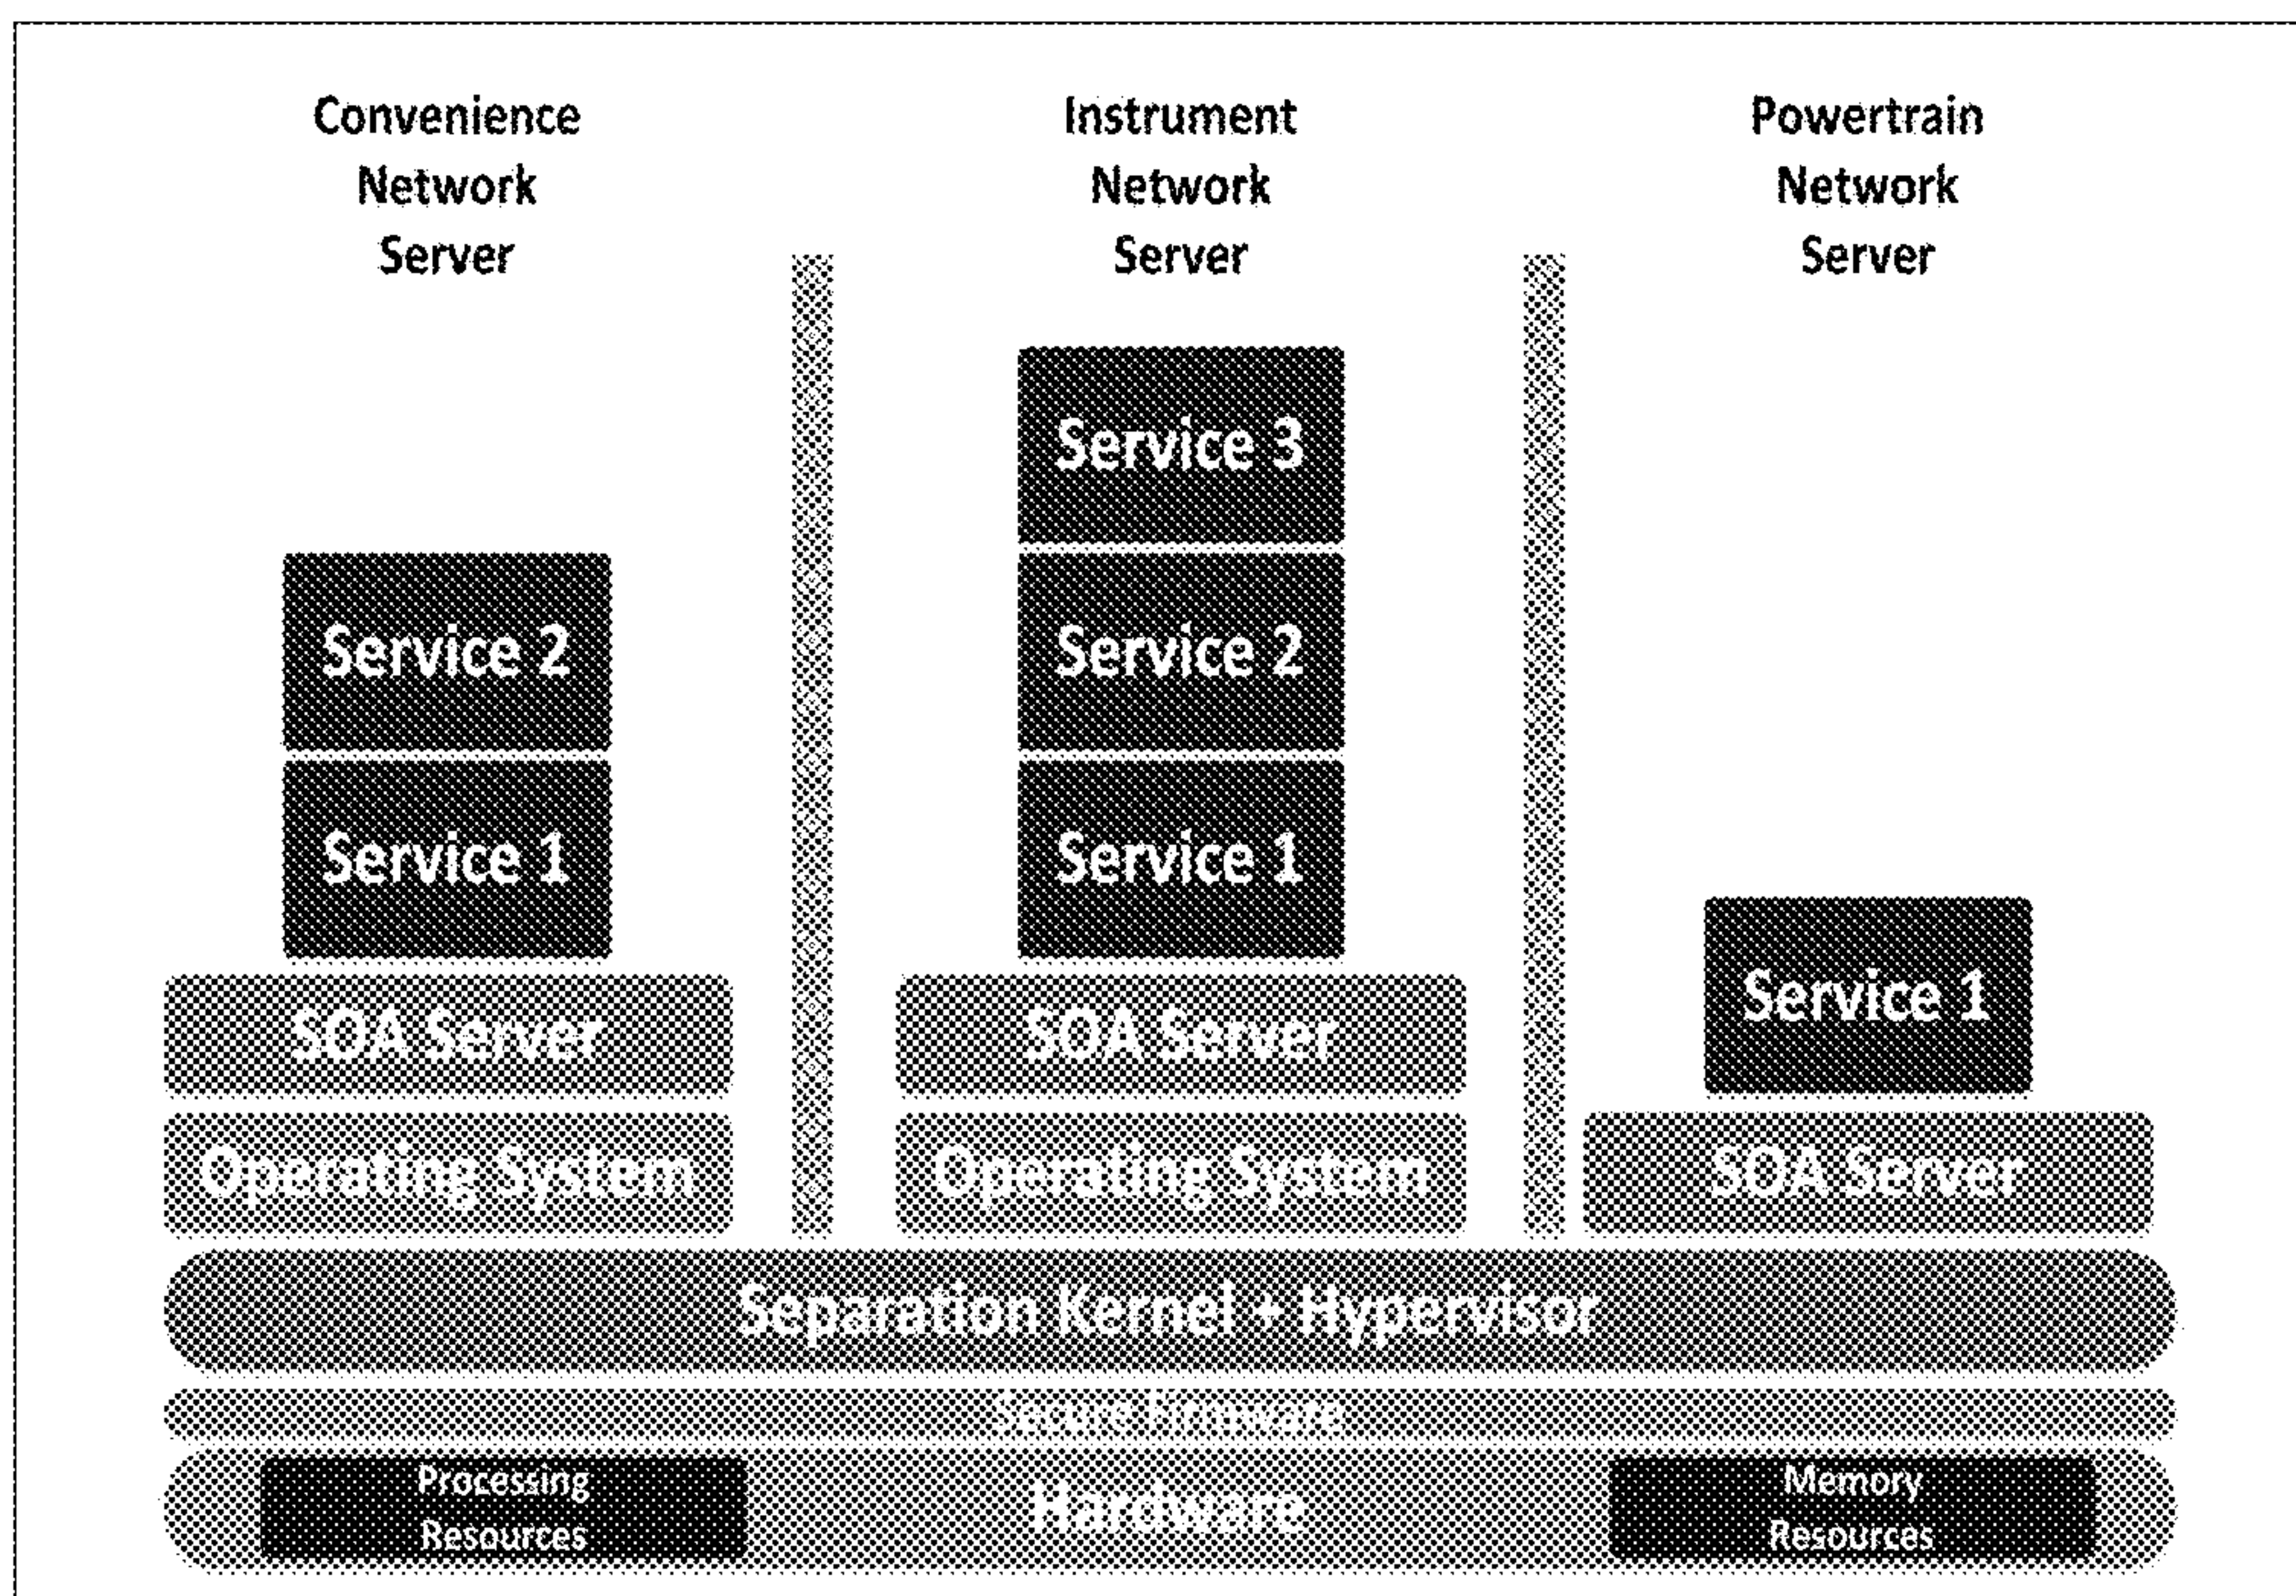 Convenience
Network
Server
Instrument
Network
Server
Powertrain
Network
Server
Service 3
Service 2
Service 2
Service 1
Service 1
Service 1
SOA Server
SOA Server
SOA Server
Operating System
Operating System
Separation Kernel + Hypervisor
Secure Firmware
Processing
Resources
Hardware
Memory
Resources